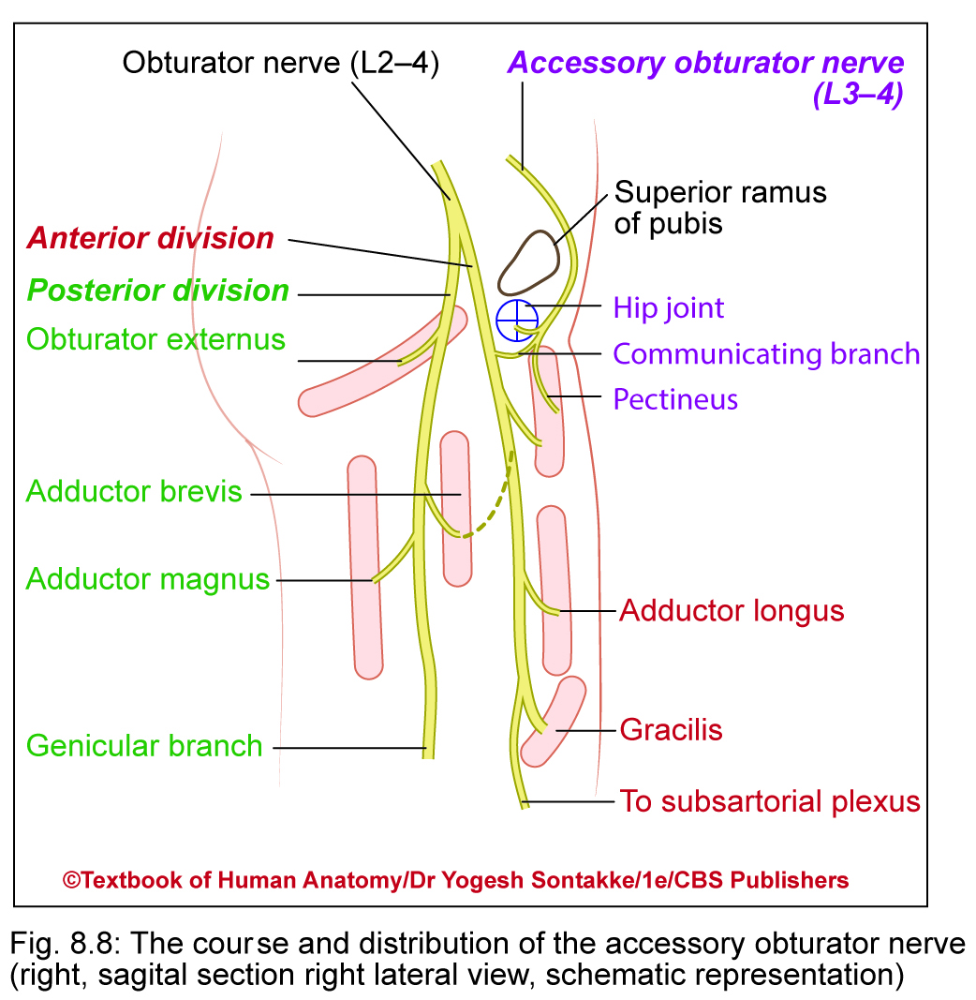 Obturator nerve (L2–4)
Accessory obturator nerve
(L3–4)
Superior ramus
of pubis
Anterior division
Posterior division
Obturator externus
Hip joint
Communicating branch
Pectineus
Adductor brevis
Adductor magnus
Adductor longus
Gracilis
Genicular branch
To subsartorial plexus
©Textbook of Human Anatomy/Dr Yogesh Sontakke/1e/CBS Publishers
Fig. 8.8: The course and distribution of the accessory obturator nerve
(right, sagital section right lateral view, schematic representation)